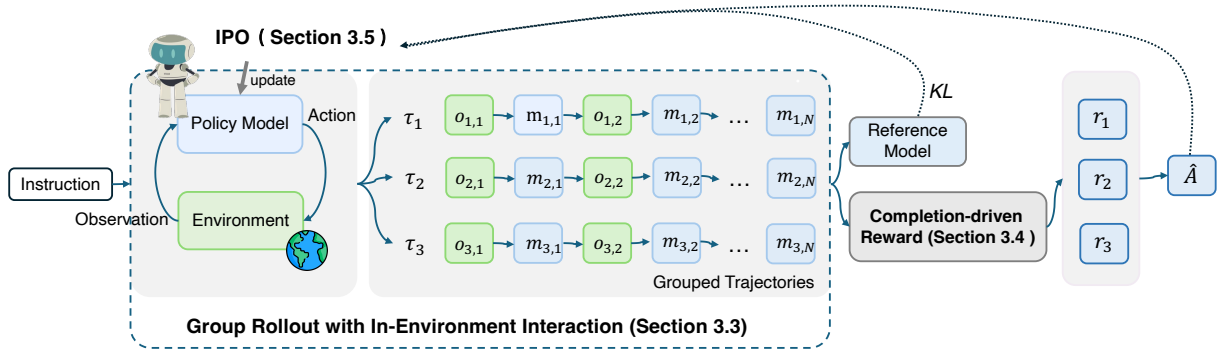 IPO ( Section 3.5 )
update
Policy Model
Action
Instruction
Observation
Environment
τ₁ o₁,₁ m₁,₁ o₁,₂ m₁,₂ ... m₁,N
τ₂ o₂,₁ m₂,₁ o₂,₂ m₂,₂ ... m₂,N
τ₃ o₃,₁ m₃,₁ o₃,₂ m₃,₂ ... m₃,N
Grouped Trajectories
Group Rollout with In-Environment Interaction (Section 3.3)
KL
Reference
Model
Completion-driven
Reward (Section 3.4 )
r₁
r₂
r₃
Â